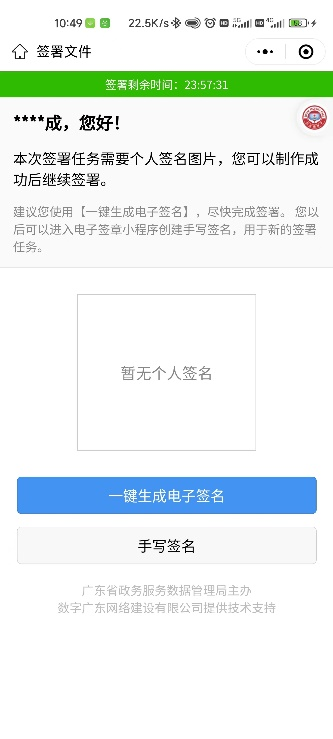 10:49
22.5K/s
签署文件
签署剩余时间：23:57:31
****成，您好！
本次签署任务需要个人签名图片，您可以制作成
功后继续签署。
建议您使用【一键生成电子签名】，尽快完成签署。 您以
后可以进入电子签章小程序创建手写签名，用于新的签署
任务。
暂无个人签名
一键生成电子签名
手写签名
广东省政务服务数据管理局主办
数字广东网络建设有限公司提供技术支持